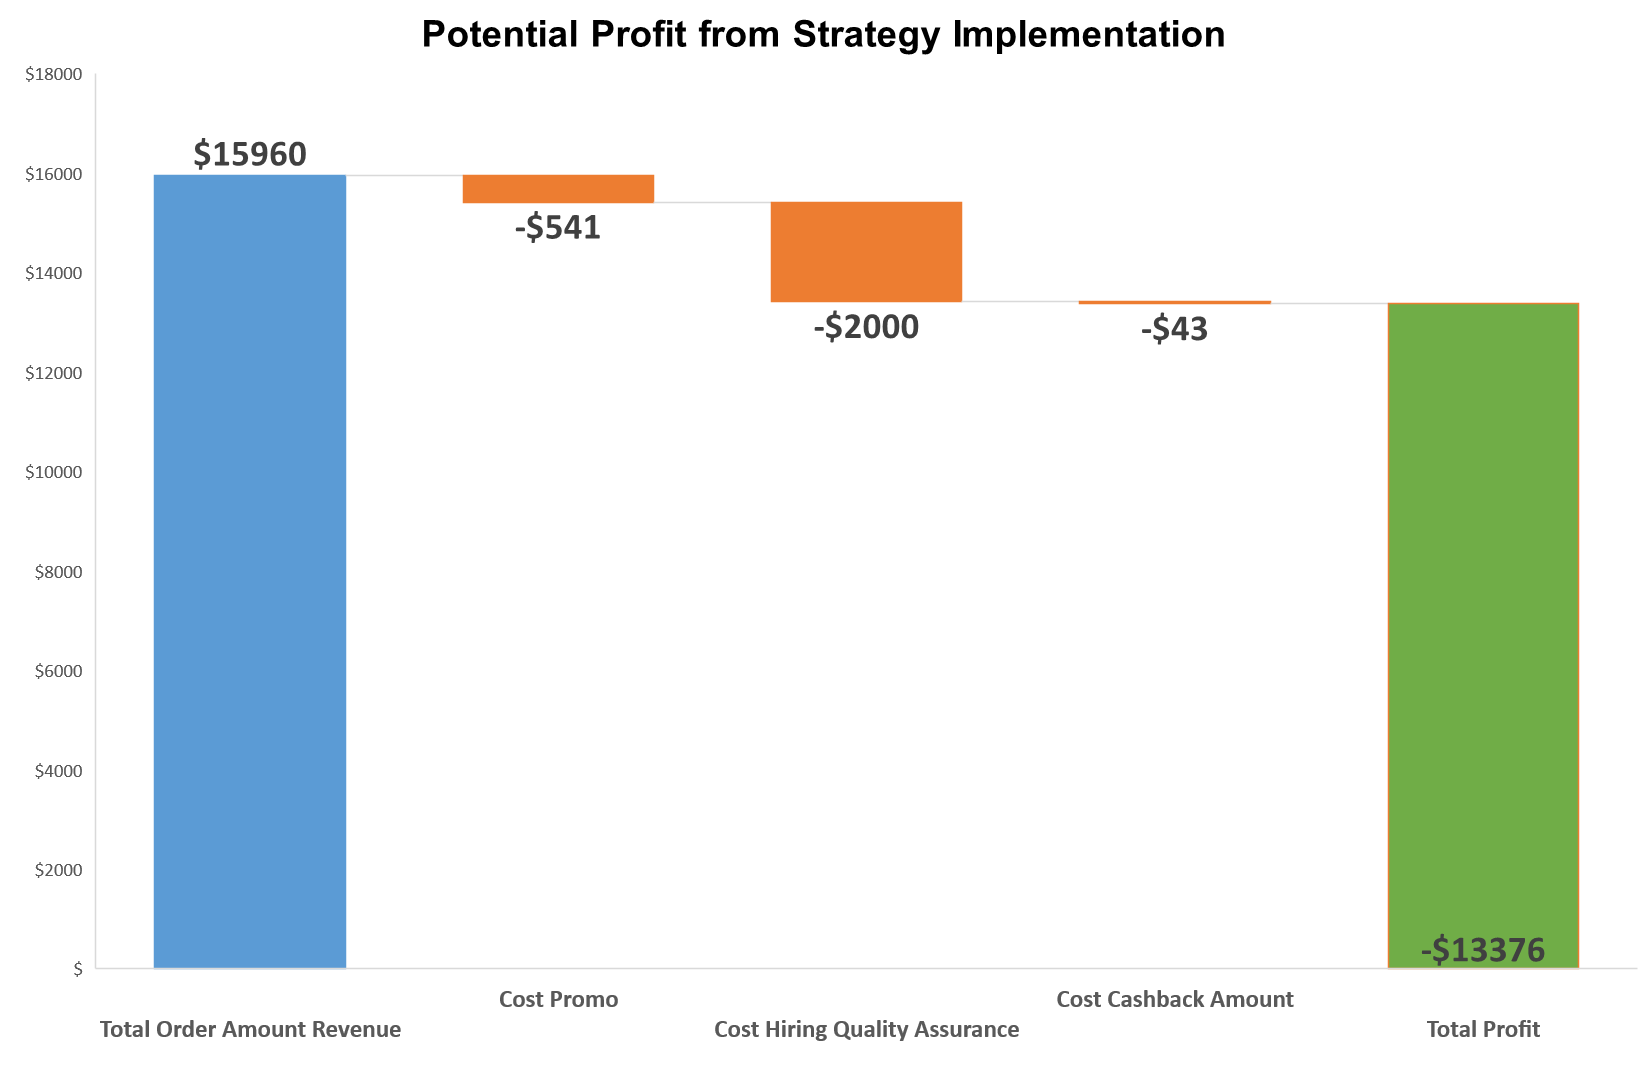 Potential Profit from Strategy Implementation
$18000
$16000
$14000
$12000
$10000
$8000
$6000
$4000
$2000
$
$15960
-$541
-$2000
-$43
-$13376
Total Order Amount Revenue
Cost Promo
Cost Hiring Quality Assurance
Cost Cashback Amount
Total Profit